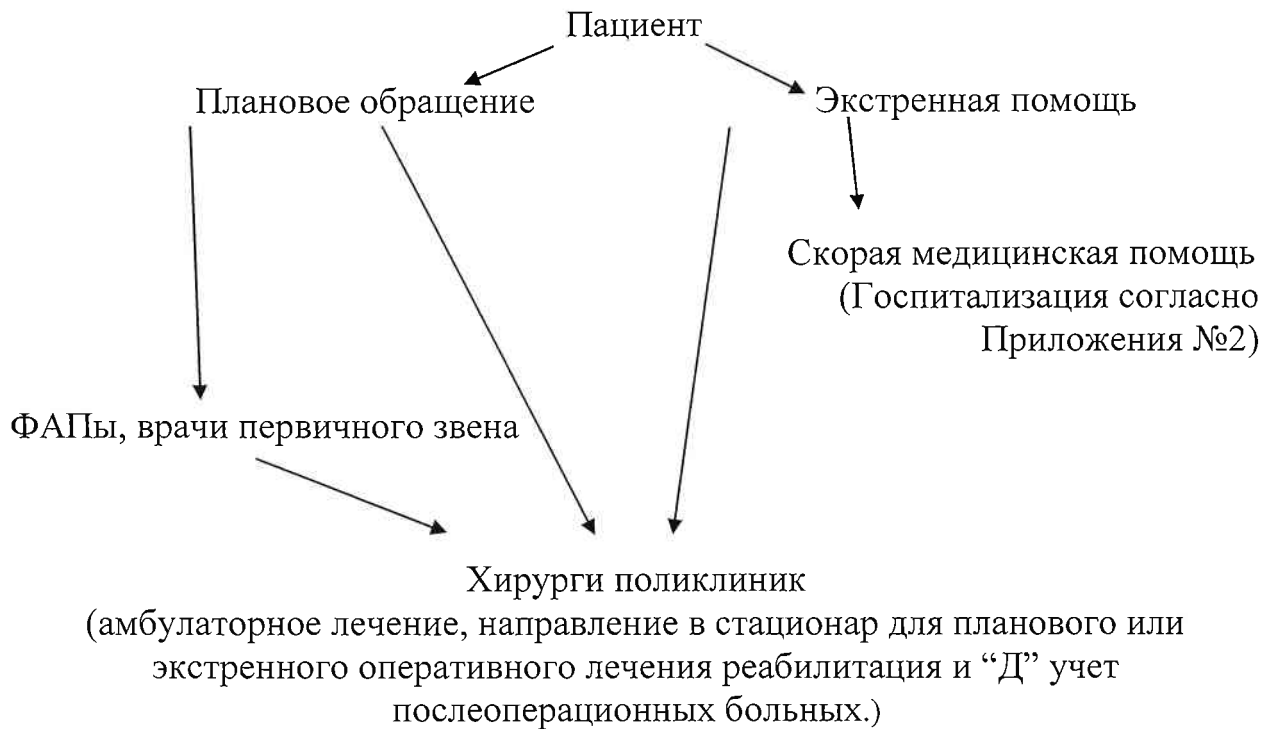 Пациент
Плановое обращение
Экстренная помощь
Скорая медицинская помощь
(Госпитализация согласно
Приложения №2)
ФАПы, врачи первичного звена
Хирурги поликлиник
(амбулаторное лечение, направление в стационар для планового или
экстренного оперативного лечения реабилитация и “Д” учет
послеоперационных больных.)